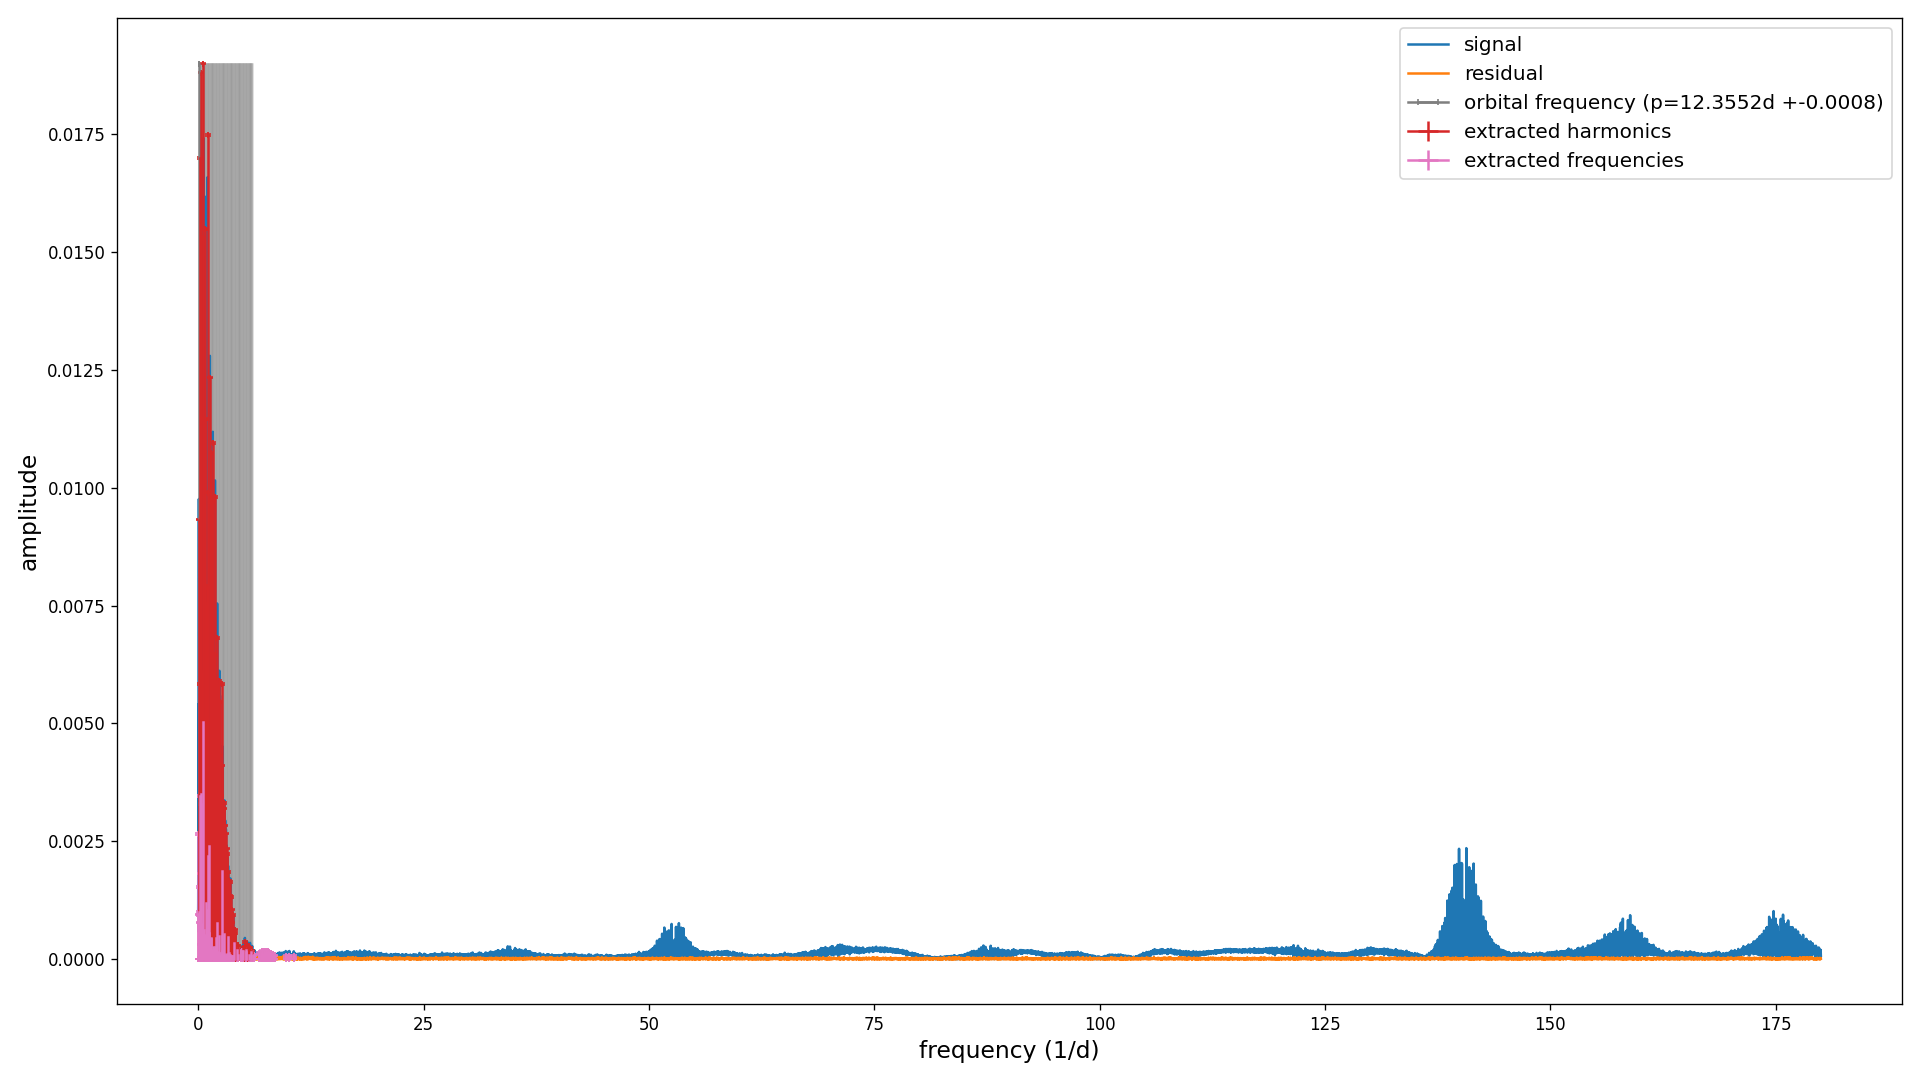 signal
residual
orbital frequency (p=12.3552d +-0.0008)
extracted harmonics
extracted frequencies
0.0175
0.0150
0.0125
0.0100
0.0075
0.0050
0.0025
0.0000
amplitude
0 25 50 75 100 125 150 175
frequency (1/d)